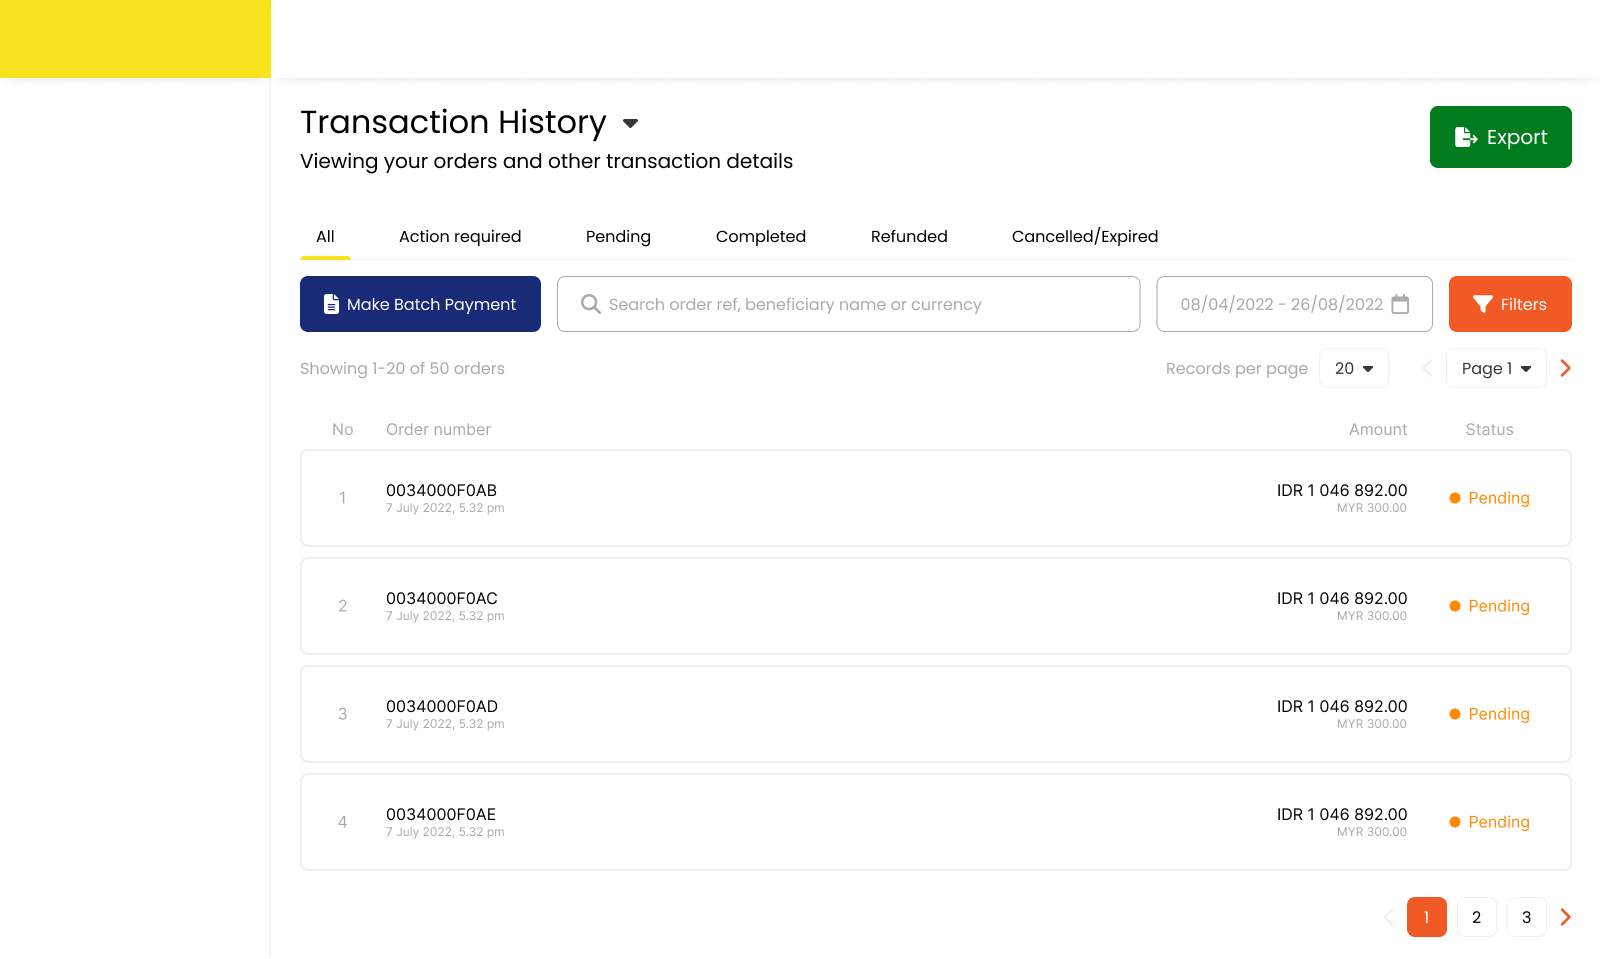 Transaction History
Export
Viewing your orders and other transaction details
All Action required Pending Completed Refunded Cancelled/Expired
Make Batch Payment Search order ref, beneficiary name or currency 08/04/2022 - 26/08/2022 Filters
Showing 1-20 of 50 orders Records per page 20 Page 1
No Order number Amount Status
1 0034000F0AB IDR 1 046 892.00 Pending
7 July 2022, 5.32 pm MYR 300.00
2 0034000F0AC IDR 1 046 892.00 Pending
7 July 2022, 5.32 pm MYR 300.00
3 0034000F0AD IDR 1 046 892.00 Pending
7 July 2022, 5.32 pm MYR 300.00
4 0034000F0AE IDR 1 046 892.00 Pending
7 July 2022, 5.32 pm MYR 300.00
1 2 3